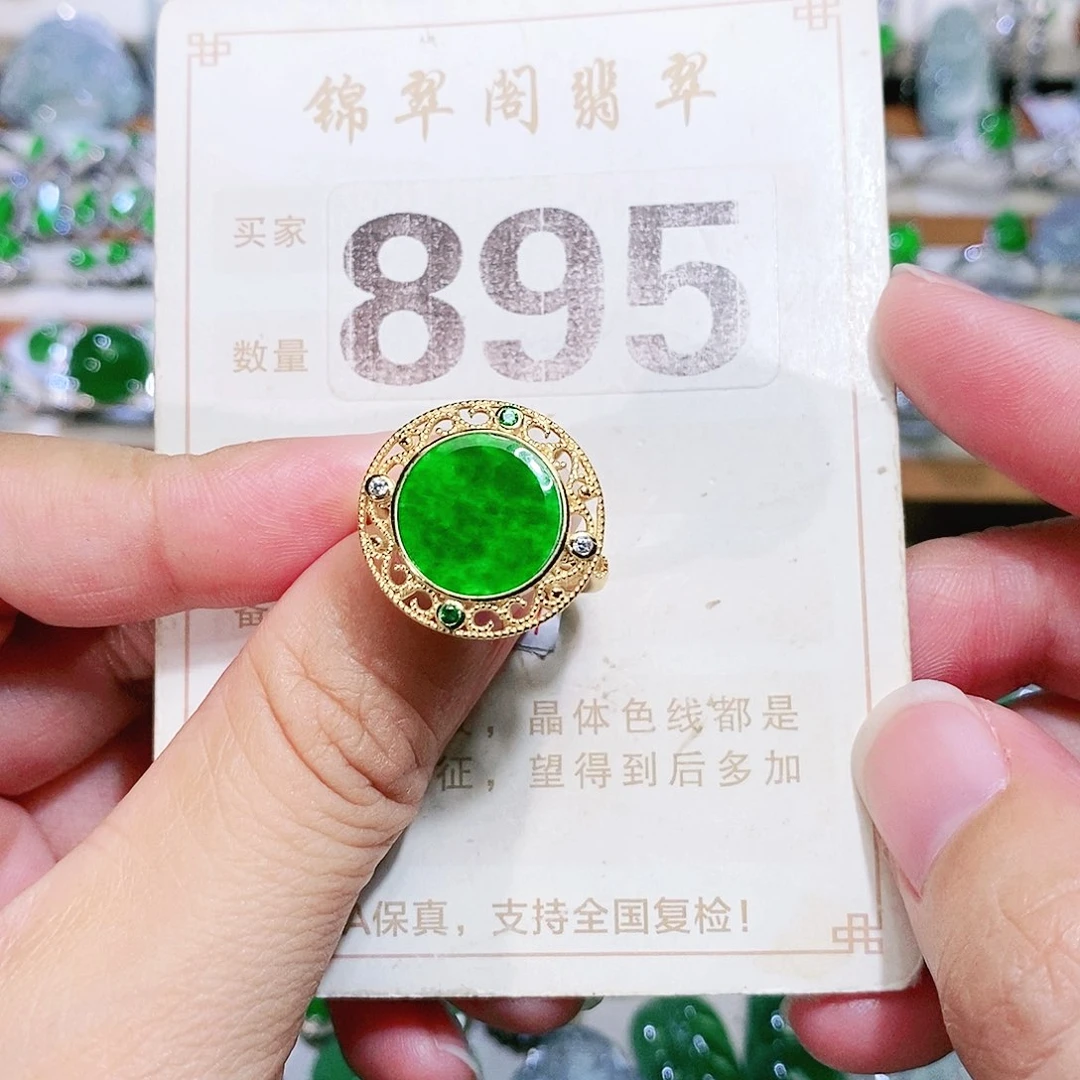 锦翠阁翡翠
买家
895
数量
，晶体色线都是
征，望得到后多加
A保真，支持全国复检！